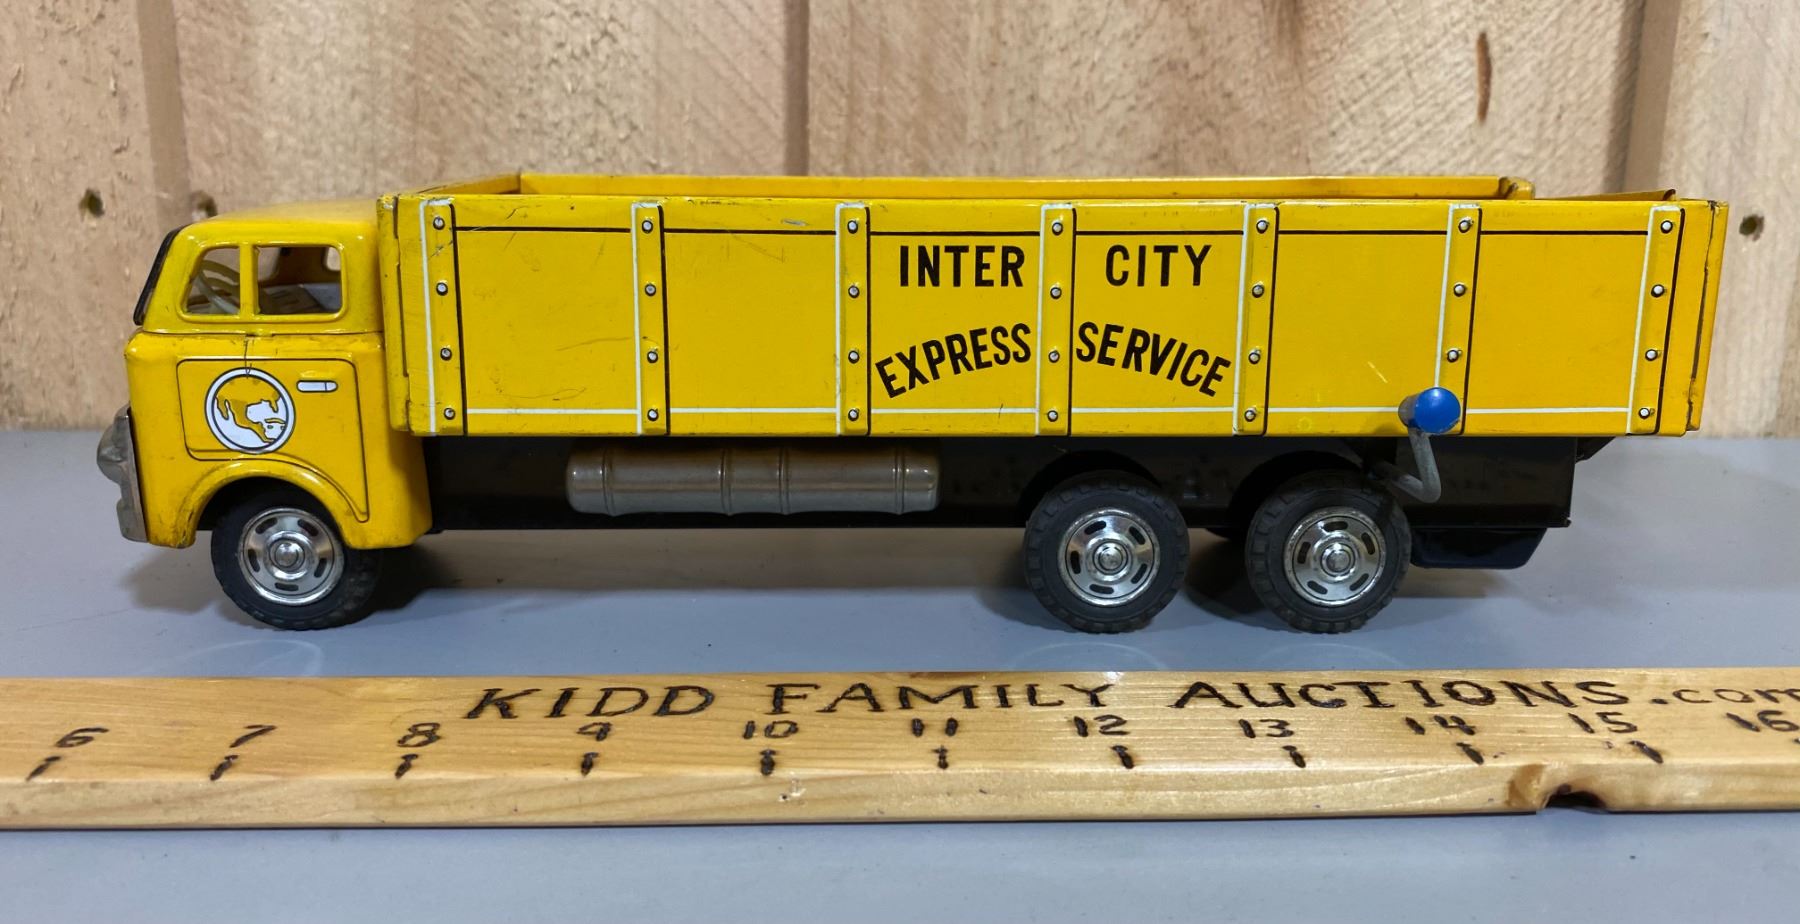 INTER CITY
EXPRESS SERVICE
KIDD FAMILY AUCTIONS.com
6 7 8 9 10 11 12 13 14 15 16